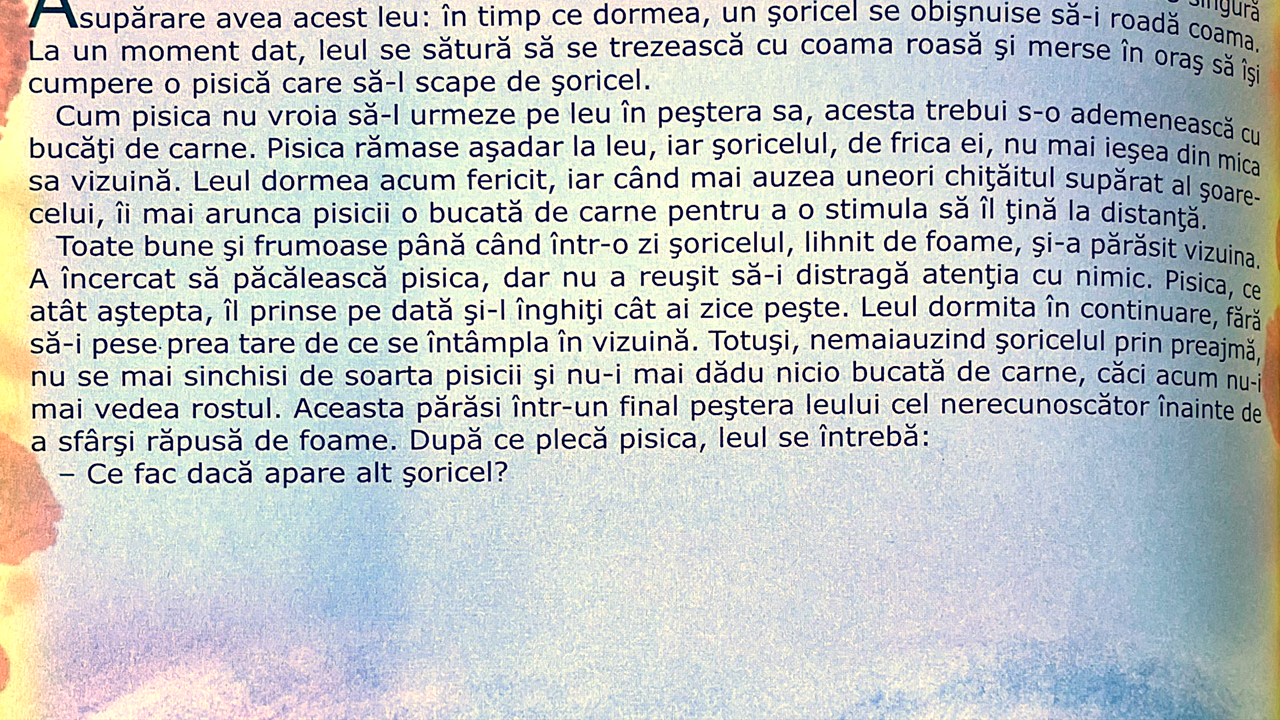 singură
Asupărare avea acest leu: în timp ce dormea, un şoricel se obişnuise să-i roadă coama.
La un moment dat, leul se sătură să se trezească cu coama roasă şi merse în oraş să îşi
cumpere o pisică care să-l scape de şoricel.
Cum pisica nu vroia să-l urmeze pe leu în peştera sa, acesta trebui s-o ademenească cu
bucăţi de carne. Pisica rămase aşadar la leu, iar şoricelul, de frica ei, nu mai ieşea din mica
sa vizuină. Leul dormea acum fericit, iar când mai auzea uneori chiţăitul supărat al şoare-
celui, îi mai arunca pisicii o bucată de carne pentru a o stimula să îl ţină la distanţă.
Toate bune şi frumoase până când într-o zi şoricelul, lihnit de foame, şi-a părăsit vizuina.
A încercat să păcălească pisica, dar nu a reuşit să-i distragă atenţia cu nimic. Pisica, ce
atât aştepta, îl prinse pe dată şi-l înghiţi cât ai zice peşte. Leul dormita în continuare, fără
să-i pese prea tare de ce se întâmpla în vizuină. Totuşi, nemaiauzind şoricelul prin preajmă,
nu se mai sinchisi de soarta pisicii şi nu-i mai dădu nicio bucată de carne, căci acum nu-i
mai vedea rostul. Aceasta părăsi într-un final peştera leului cel nerecunoscător înainte de
a sfârşi răpusă de foame. După ce plecă pisica, leul se întrebă:
– Ce fac dacă apare alt şoricel?